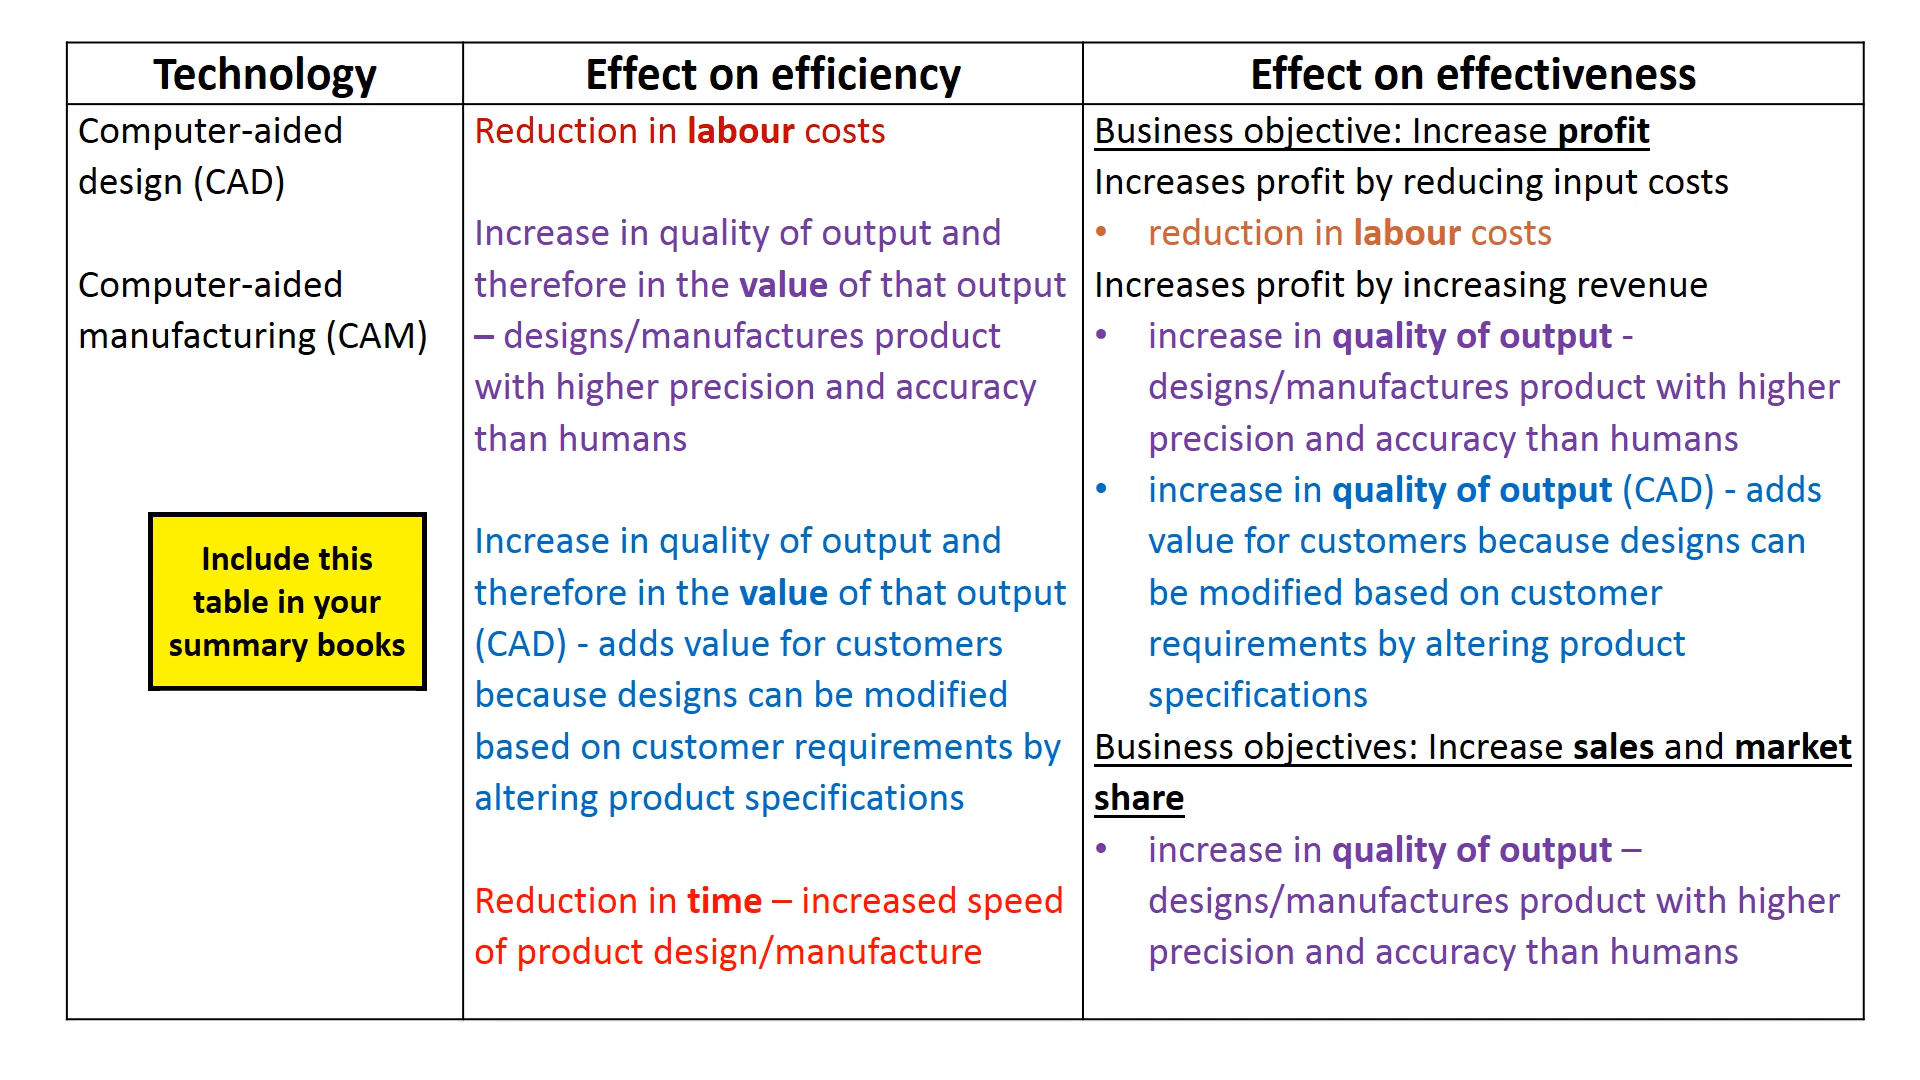 Technology
Effect on efficiency
Effect on effectiveness
Computer-aided
design (CAD)
Computer-aided
manufacturing (CAM)
Include this
table in your
summary books
Reduction in labour costs
Increase in quality of output and
therefore in the value of that output
– designs/manufactures product
with higher precision and accuracy
than humans
Increase in quality of output and
therefore in the value of that output
(CAD) - adds value for customers
because designs can be modified
based on customer requirements by
altering product specifications
Reduction in time – increased speed
of product design/manufacture
Business objective: Increase profit
Increases profit by reducing input costs
• reduction in labour costs
Increases profit by increasing revenue
• increase in quality of output -
designs/manufactures product with higher
precision and accuracy than humans
• increase in quality of output (CAD) - adds
value for customers because designs can
be modified based on customer
requirements by altering product
specifications
Business objectives: Increase sales and market
share
• increase in quality of output –
designs/manufactures product with higher
precision and accuracy than humans